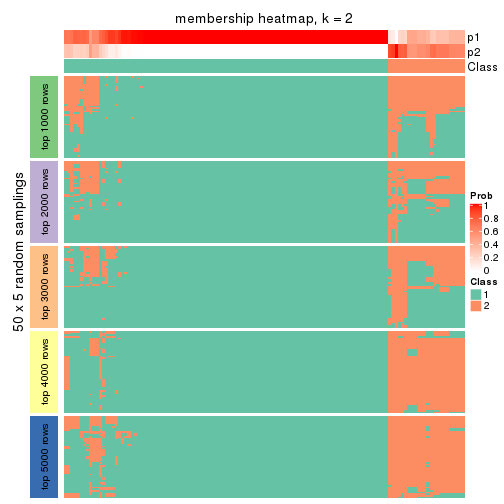 membership heatmap, k = 2
p1
p2
Class
50 x 5 random samplings
top 1000 rows
top 2000 rows
top 3000 rows
top 4000 rows
top 5000 rows
Prob
1
0.8
0.6
0.4
0.2
0
Class
1
2